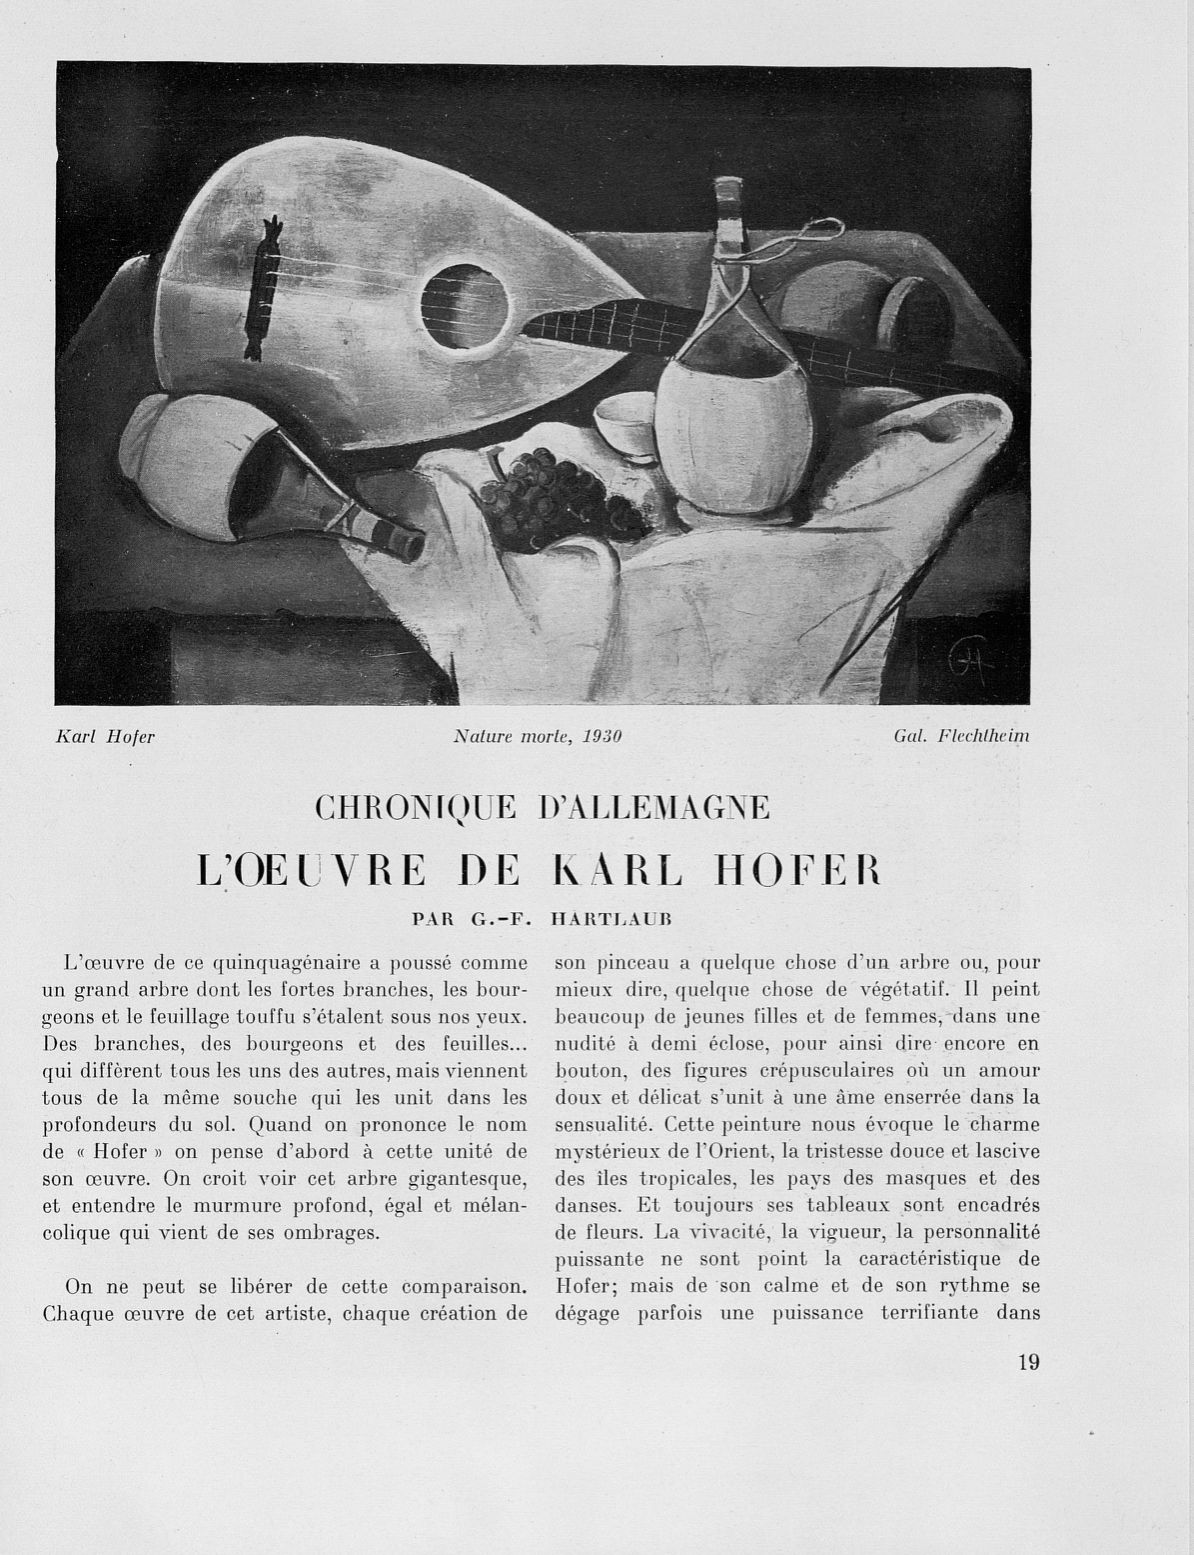 Karl Hofer
Nature morte, 1930
Gal. Flechtheim
CHRONIQUE D'ALLEMAGNE
L'ŒUVRE DE KARL HOFER
PAR G.-F. HARTLAUB
L'œuvre de ce quinquagénaire a poussé comme
un grand arbre dont les fortes branches, les bour-
geons et le feuillage touffu s'étalent sous nos yeux.
Des branches, des bourgeons et des feuilles...
qui diffèrent tous les uns des autres, mais viennent
tous de la même souche qui les unit dans les
profondeurs du sol. Quand on prononce le nom
de « Hofer » on pense d'abord à cette unité de
son œuvre. On croit voir cet arbre gigantesque,
et entendre le murmure profond, égal et mélan-
colique qui vient de ses ombrages.
On ne peut se libérer de cette comparaison.
Chaque œuvre de cet artiste, chaque création de
son pinceau a quelque chose d'un arbre ou, pour
mieux dire, quelque chose de végétatif. Il peint
beaucoup de jeunes filles et de femmes, dans une
nudité à demi éclose, pour ainsi dire encore en
bouton, des figures crépusculaires où un amour
doux et délicat s'unit à une âme enserrée dans la
sensualité. Cette peinture nous évoque le charme
mystérieux de l'Orient, la tristesse douce et lascive
des îles tropicales, les pays des masques et des
danses. Et toujours ses tableaux sont encadrés
de fleurs. La vivacité, la vigueur, la personnalité
puissante ne sont point la caractéristique de
Hofer; mais de son calme et de son rythme se
dégage parfois une puissance terrifiante dans
19